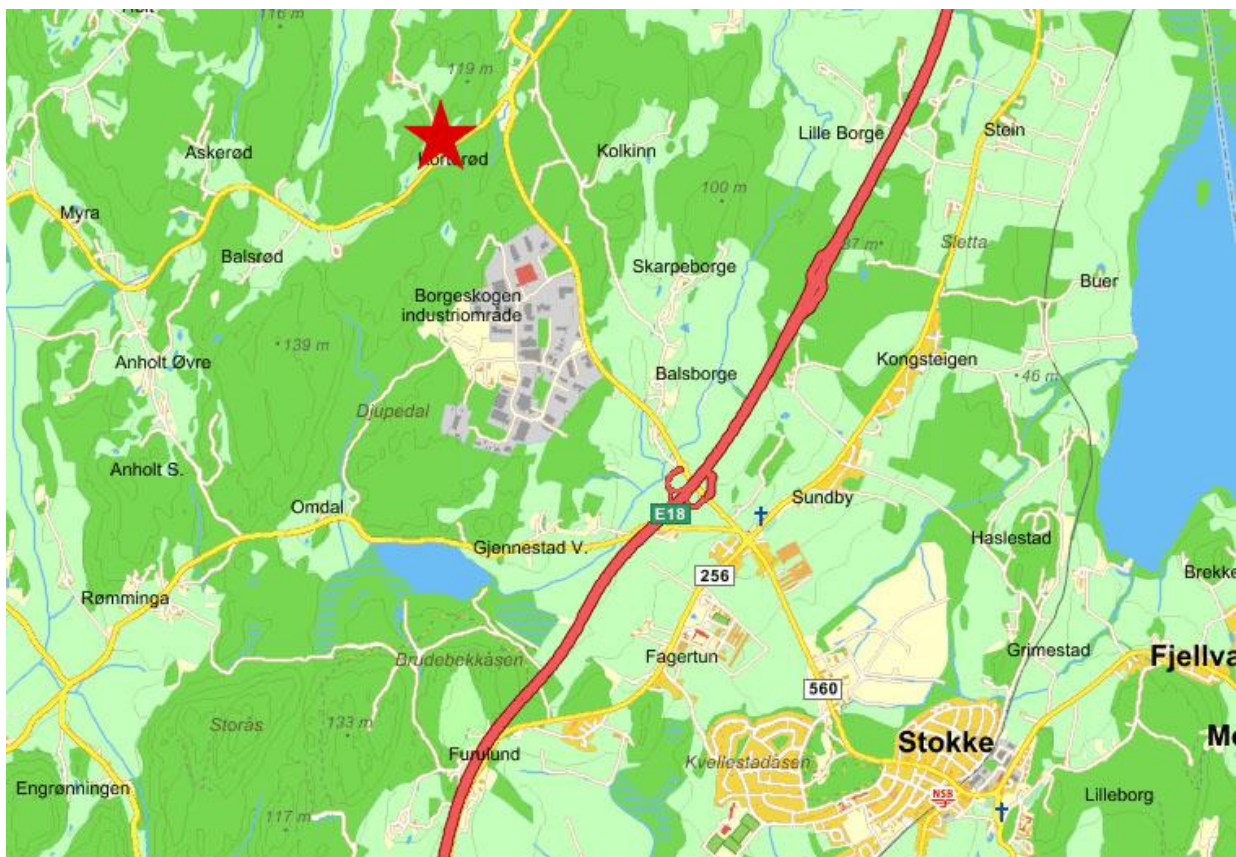 116 m
119 m
Lille Borge
Stein
Askerød
Kolkinn
100 m
Myra
Balsrød
Skarpeborge
87 m
Sletta
Buer
Borgeskogen
industriområde
139 m
Anholt Øvre
Balsborge
Kongsteigen
46 m
Djupedal
Anholt S.
Omdal
Sundby
E18
Gjennestad V.
Haslestad
256
Brekke
Rømminga
Fagertun
Grimestad
Fjellva
Brudebekkåsen
560
Storås
133 m
Furulund
Stokke
Kvellestadåsen
Engrønningen
NSB
Lilleborg
117 m